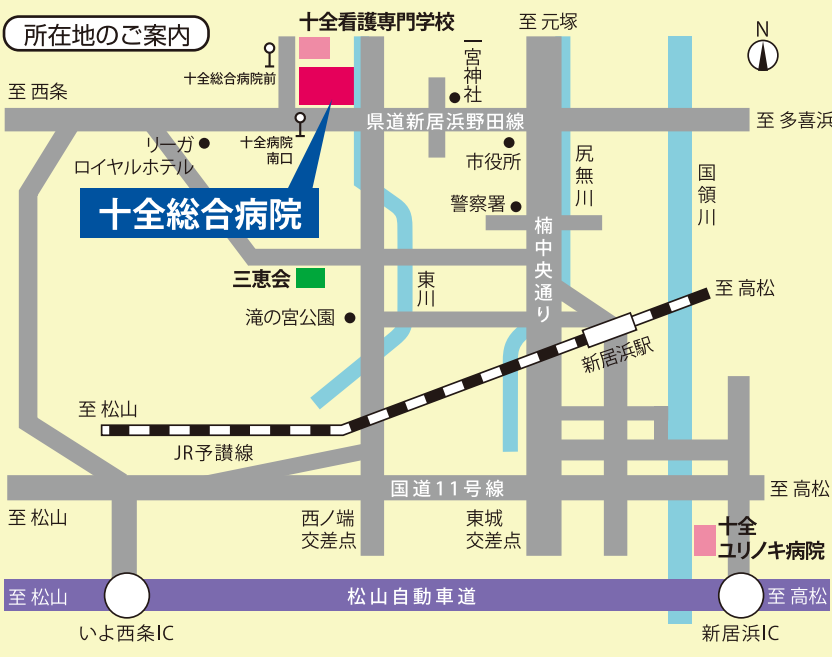 所在地のご案内
十全看護専門学校
至 元塚
N
十全総合病院前
一宮神社
至 西条
県道新居浜野田線
至 多喜浜
リーガ
ロイヤルホテル
十全病院
南口
市役所
尻無川
国領川
十全総合病院
警察署
楠中央通り
三恵会
東川
至 高松
滝の宮公園
新居浜駅
至 松山
JR予讃線
国道11号線
至 高松
至 松山
西ノ端
交差点
東城
交差点
十全
ユリノキ病院
至 松山
松山自動車道
至 高松
いよ西条IC
新居浜IC